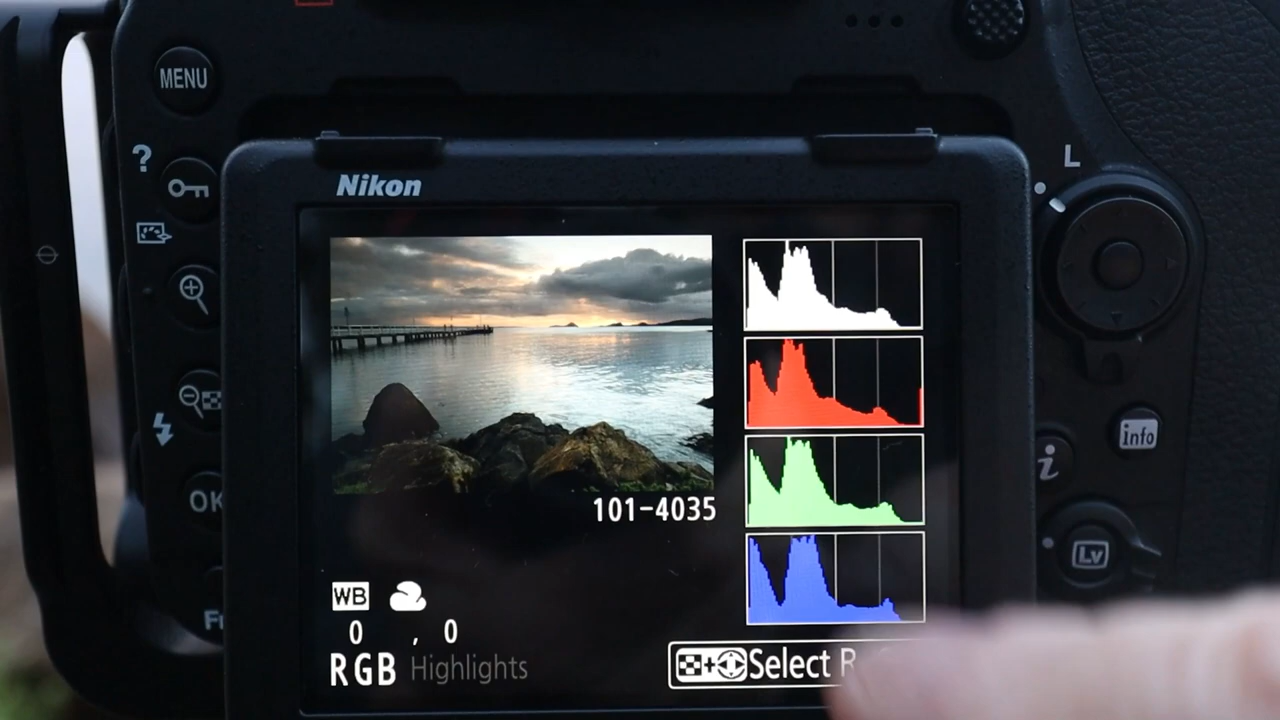 MENU
?
L
Nikon
101-4035
info
i
OK
Lv
WB
0 , 0
RGB Highlights
Select